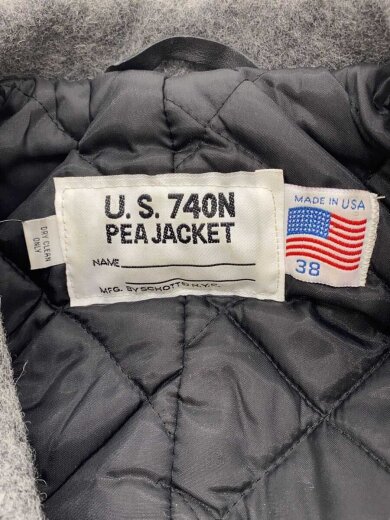 U.S. 740N
PEA JACKET
NAME
MFG. BY SCHOTT N.Y.C.
DRY CLEAN
ONLY
MADE IN USA
38